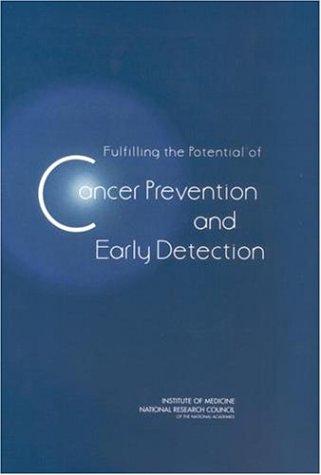 Fulfilling the Potential of
Cancer Prevention
and
Early Detection
INSTITUTE OF MEDICINE
NATIONAL RESEARCH COUNCIL
OF THE NATIONAL ACADEMIES